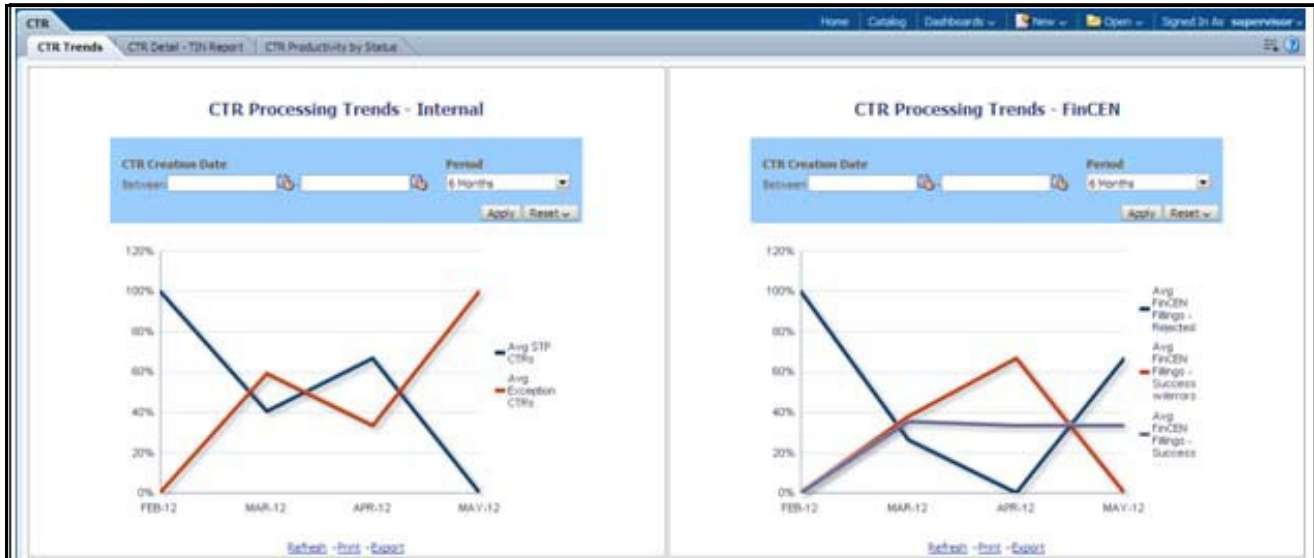 CTR
Home Catalog Dashboards New Open Signed In As supervisor
CTR Trends CTR Detail - TIN Report CTR Productivity by Status
CTR Processing Trends - Internal
CTR Creation Date
Period
Between
-
6 Months
Apply Reset
120%
100%
80%
60%
40%
20%
0%
FEB-12 MAR-12 APR-12 MAY-12
Avg STP
CTRs
Avg
Exception
CTRs
Refresh - Print - Export
CTR Processing Trends - FinCEN
CTR Creation Date
Period
Between
-
6 Months
Apply Reset
120%
100%
80%
60%
40%
20%
0%
FEB-12 MAR-12 APR-12 MAY-12
Avg
FinCEN
Fillings -
Rejected
Avg
FinCEN
Fillings -
Success
w/errors
Avg
FinCEN
Fillings -
Success
Refresh - Print - Export